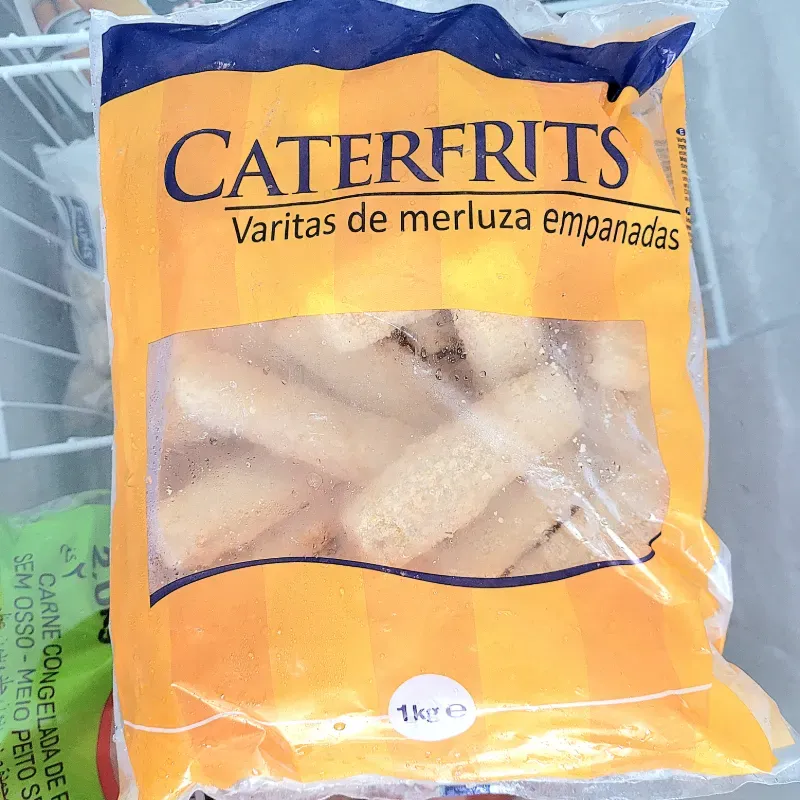 CATERFRITS
Varitas de merluza empanadas
1kg e
CARNE CONGELADA DE
SEM OSSO - MEIO PEITO